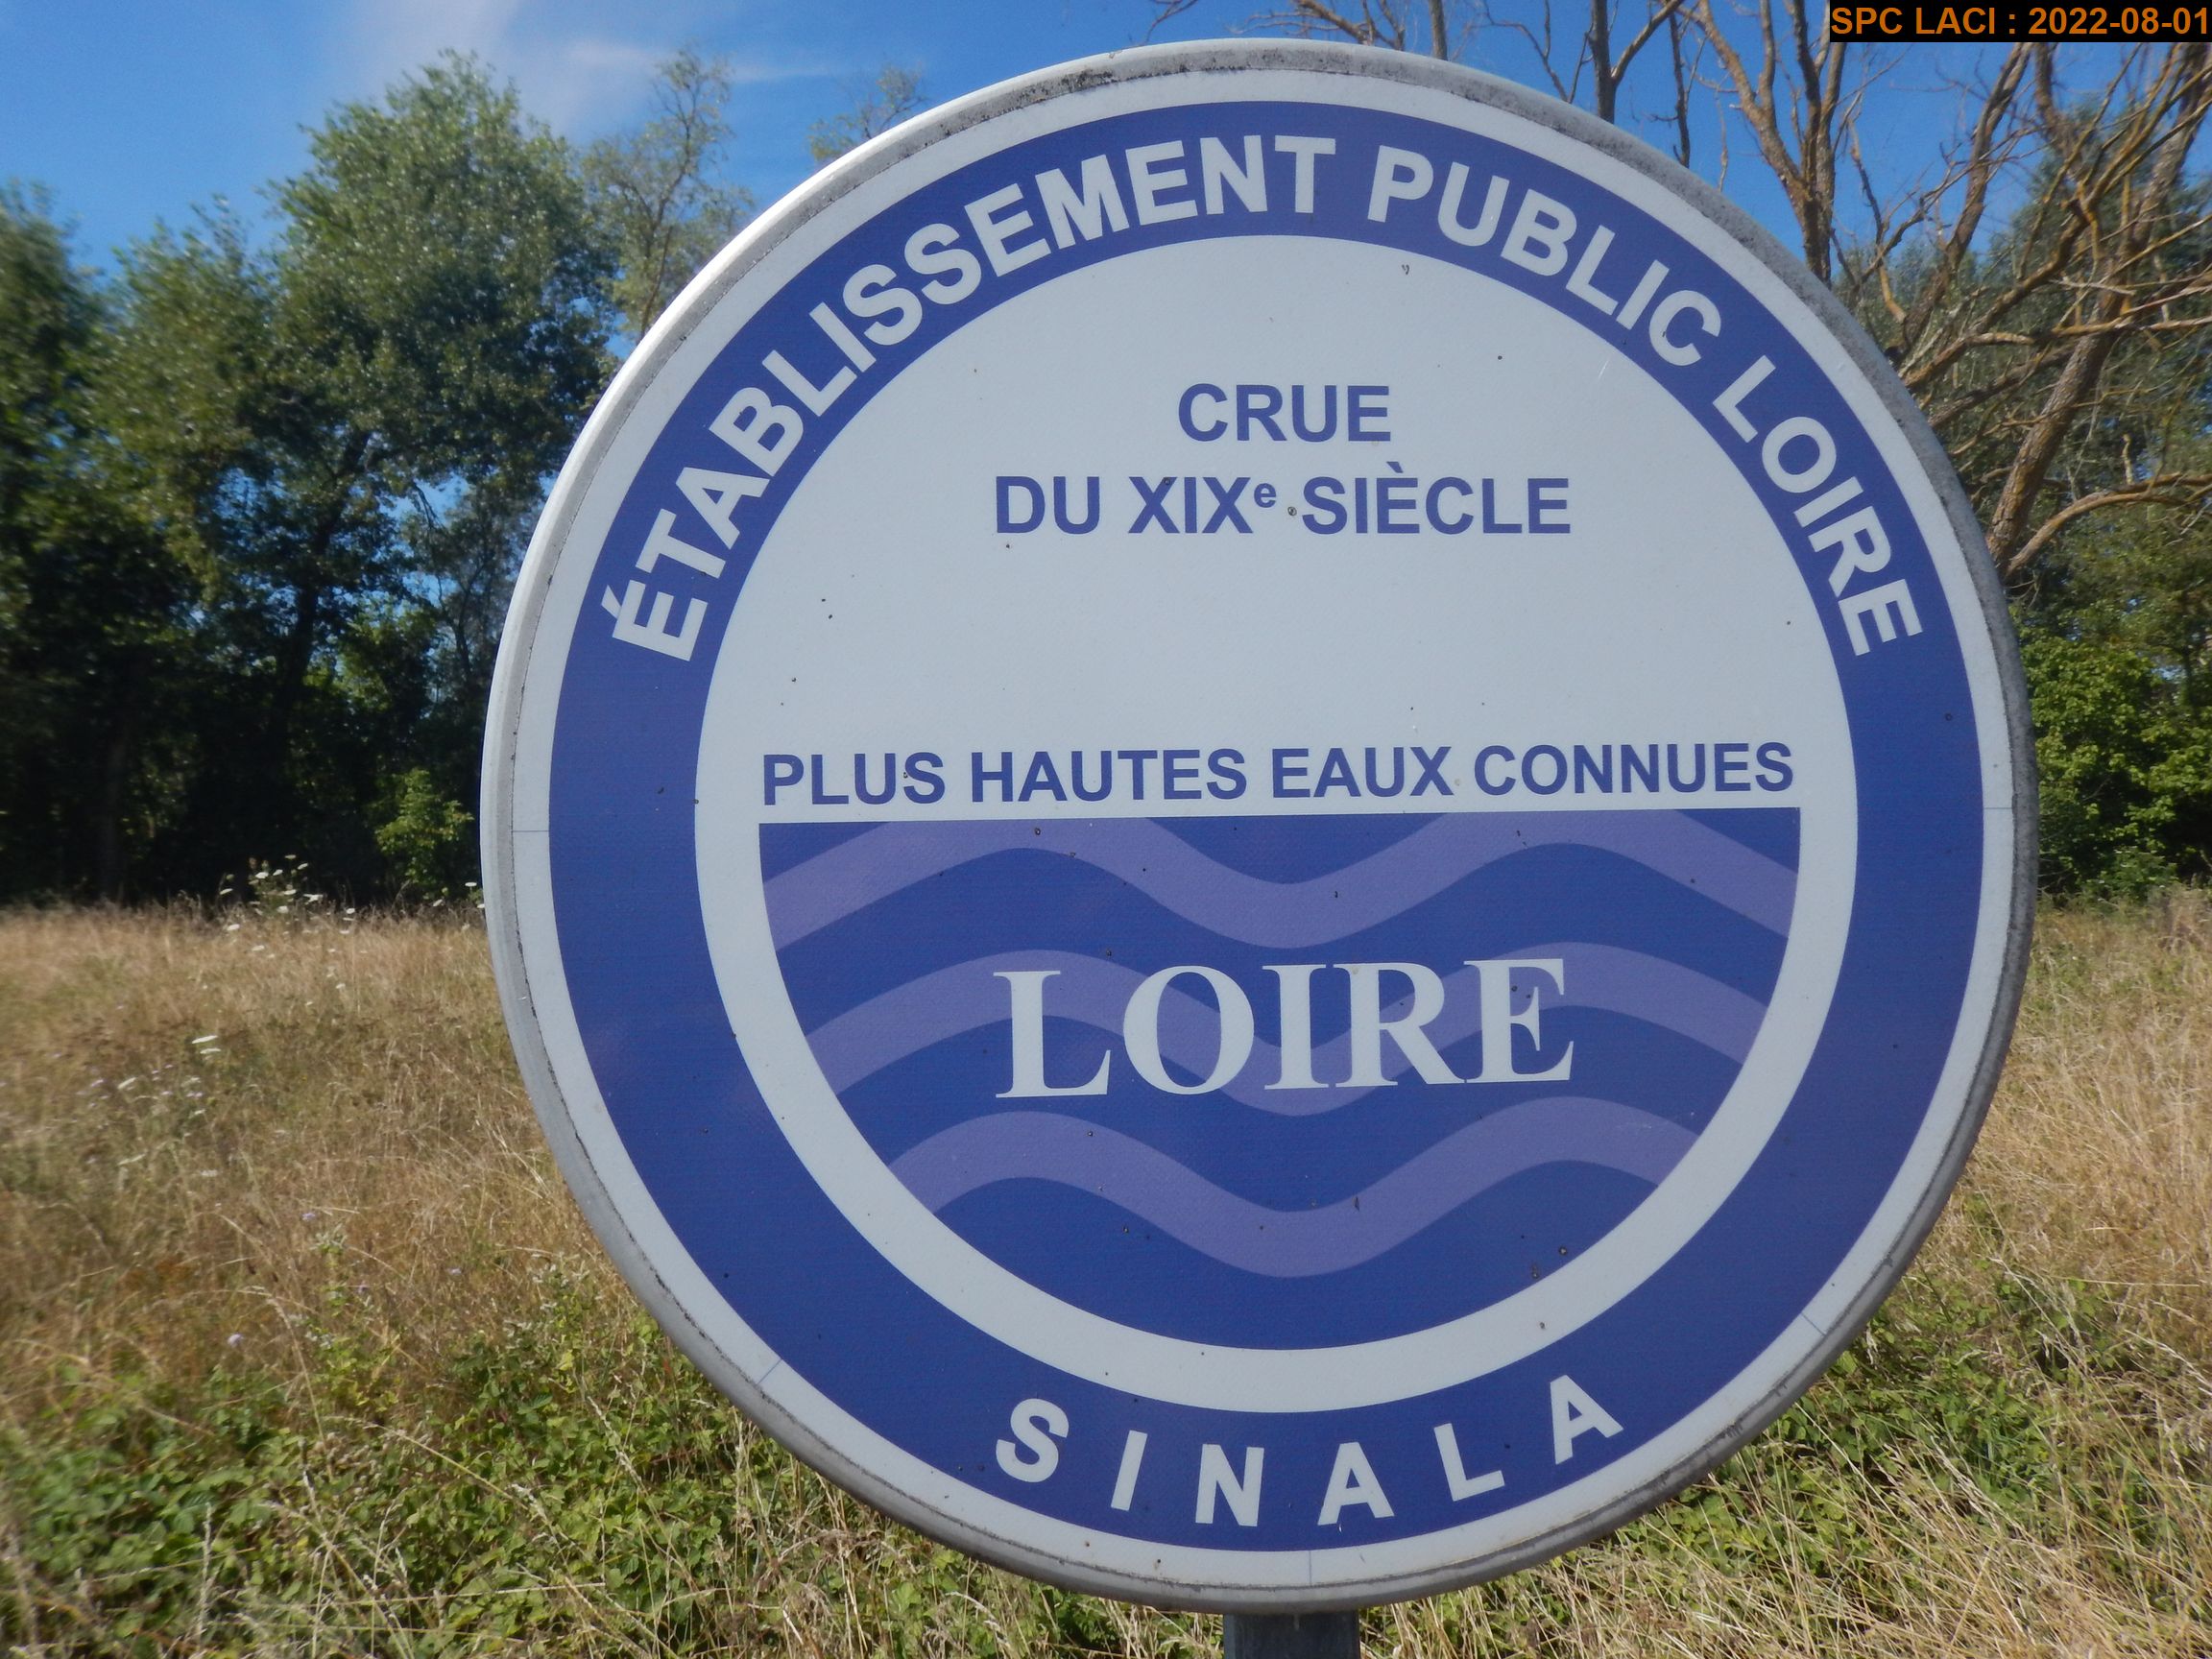 SPC LACI : 2022-08-01
ÉTABLISSEMENT PUBLIC LOIRE
CRUE
DU XIXe SIÈCLE
PLUS HAUTES EAUX CONNUES
LOIRE
SINALA